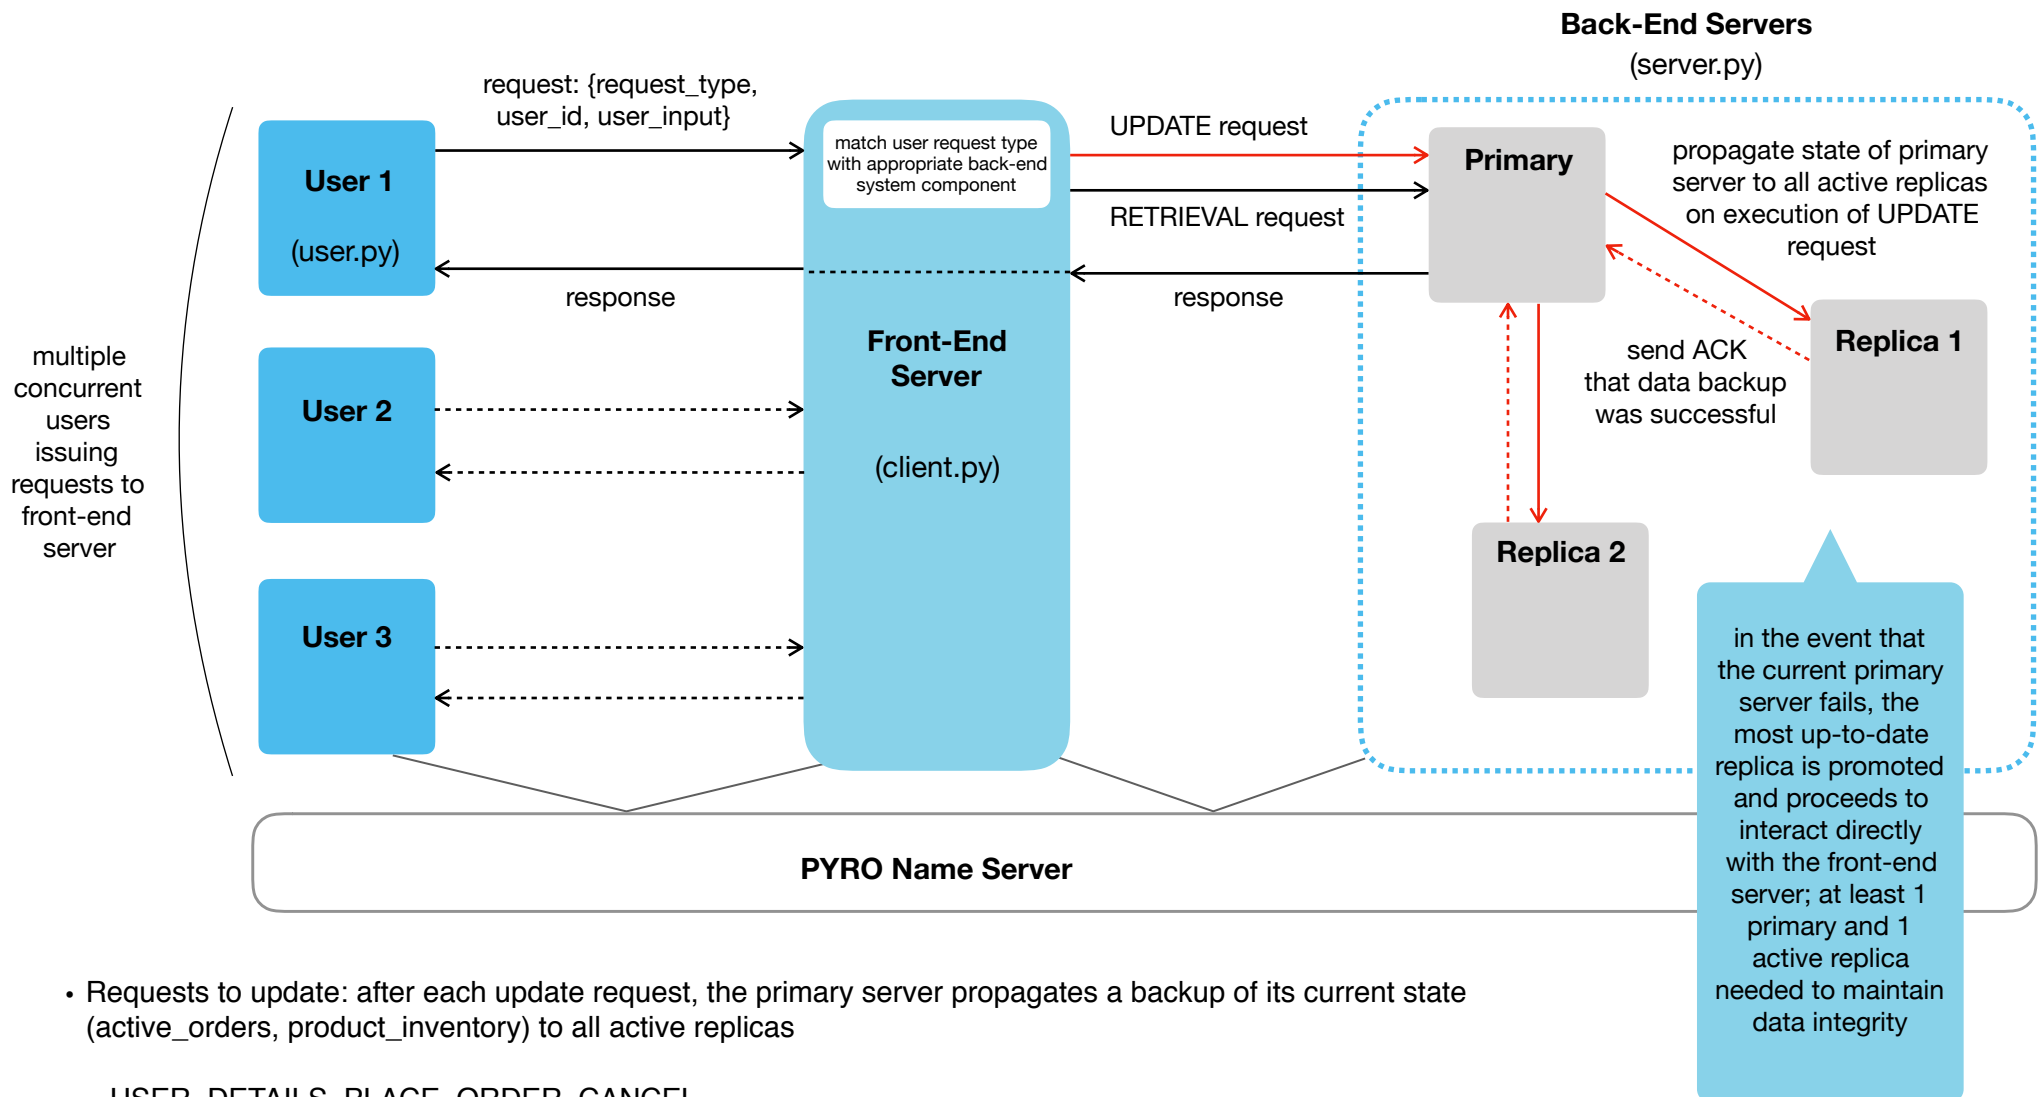 Back-End Servers
(server.py)
request: {request_type,
user_id, user_input}
match user request type
with appropriate back-end
system component
UPDATE request
RETRIEVAL request
Primary
propagate state of primary
server to all active replicas
on execution of UPDATE
request
User 1
(user.py)
response
response
Front-End
Server
(client.py)
send ACK
that data backup
was successful
Replica 1
multiple
concurrent
users
issuing
requests to
front-end
server
User 2
Replica 2
User 3
in the event that
the current primary
server fails, the
most up-to-date
replica is promoted
and proceeds to
interact directly
with the front-end
server; at least 1
primary and 1
active replica
needed to maintain
data integrity
PYRO Name Server
• Requests to update: after each update request, the primary server propagates a backup of its current state
(active_orders, product_inventory) to all active replicas
USER_DETAILS, PLACE_ORDER, CANCEL